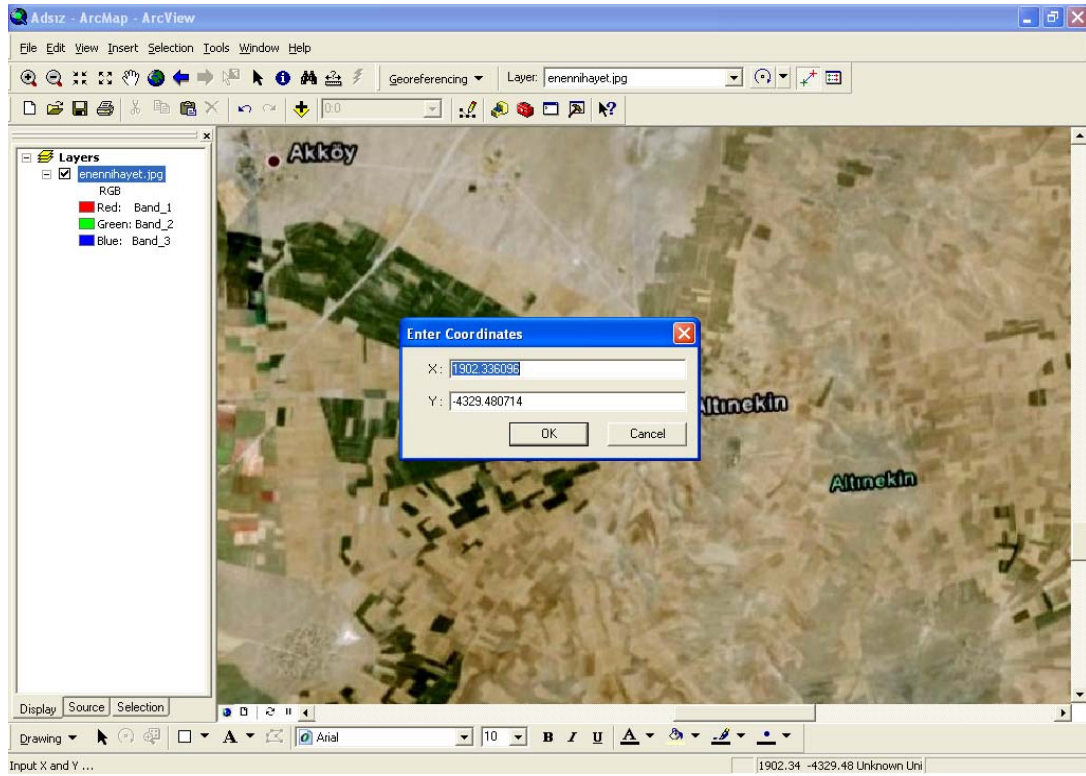 Adsız - ArcMap - ArcView
File Edit View Insert Selection Tools Window Help
Georeferencing Layer: enennihayet.jpg
0:0
Layers
enennihayet.jpg
RGB
Red: Band_1
Green: Band_2
Blue: Band_3
Akköy
Enter Coordinates
X: 1902.336096
Y: -4329.480714
OK Cancel
Altınekin
Altınekin
Display Source Selection
Drawing A Arial 10 B I U A
Input X and Y ... 1902.34 -4329.48 Unknown Uni